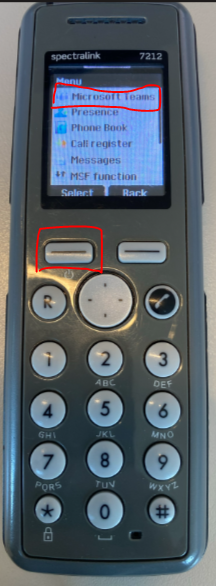 spectralink 7212
Menu
Microsoft Teams
Presence
Phone Book
Call register
Messages
MSF function
Select Back
R
1 2 3
ABC DEF
4 5 6
GHI JKL MNO
7 8 9
PQRS TUV WXYZ
* 0 #